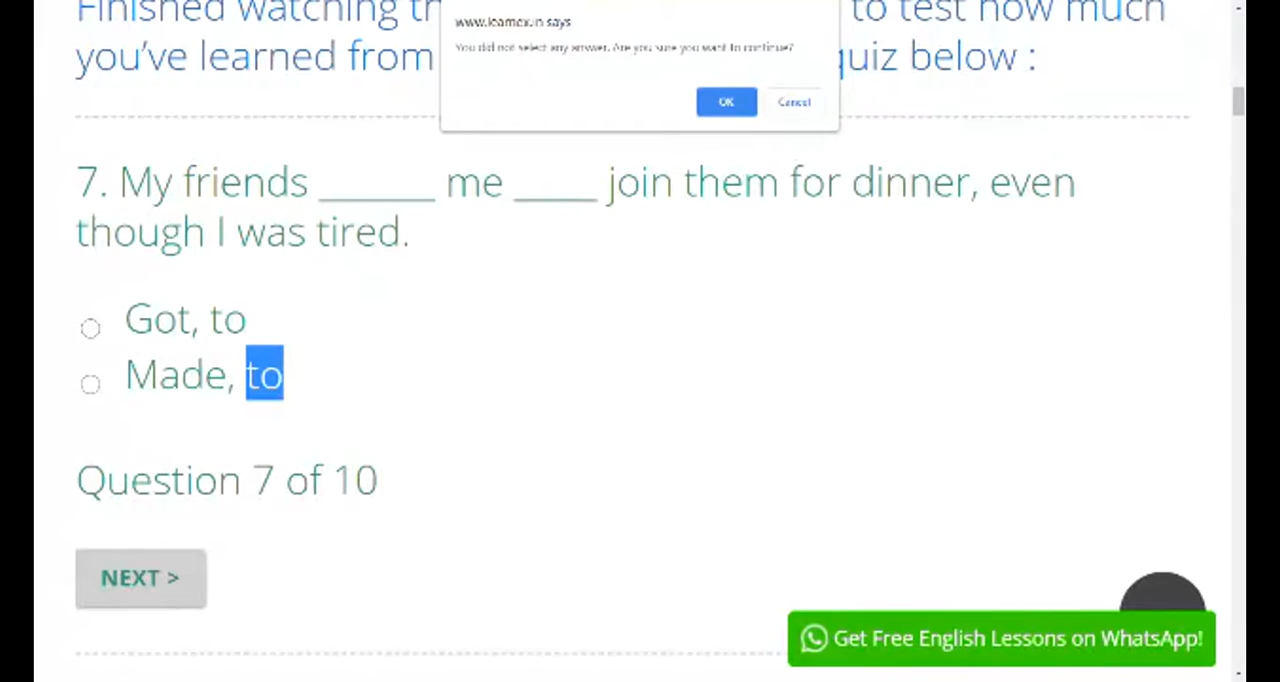 Finished watching th
to test how much
you've learned from
quiz below :
www.learnex.in says
You did not select any answer. Are you sure you want to continue?
OK
Cancel
7. My friends _______ me _____ join them for dinner, even
though I was tired.
Got, to
Made, to
Question 7 of 10
NEXT >
Get Free English Lessons on WhatsApp!